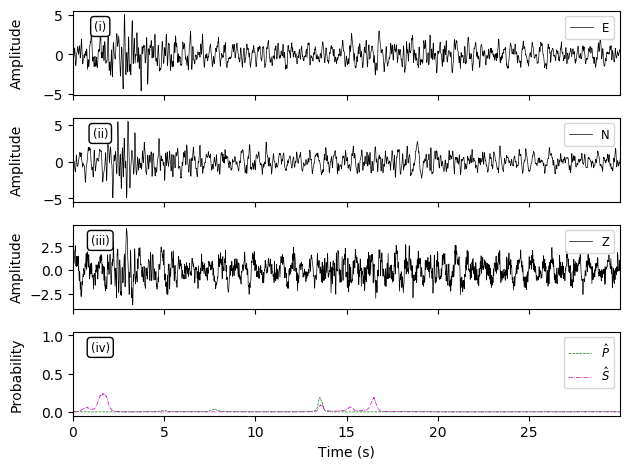 5
0
−5
Amplitude
(i)
E
5
0
−5
Amplitude
(ii)
N
2.5
0.0
−2.5
Amplitude
(iii)
Z
1.0
0.5
0.0
Probability
(iv)
P̂
Ŝ
0 5 10 15 20 25
Time (s)